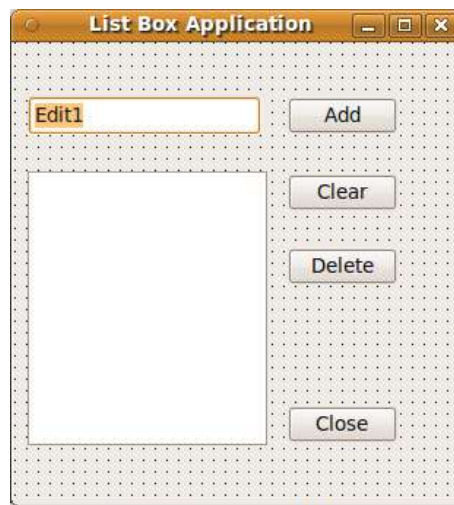 List Box Application
Edit1
Add
Clear
Delete
Close